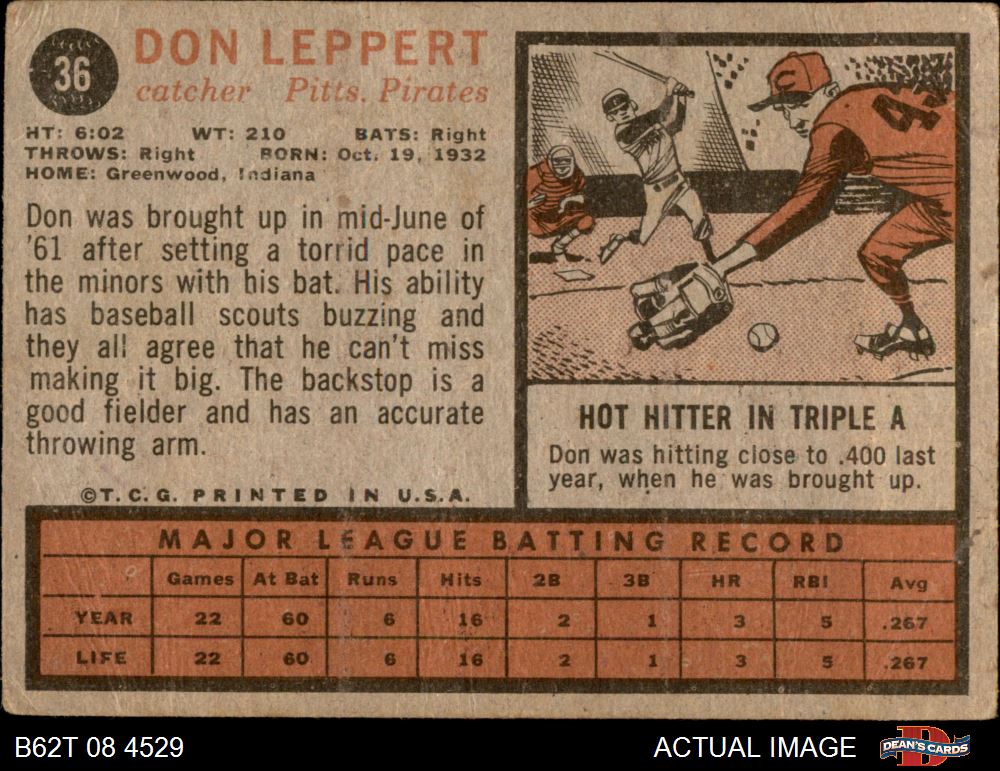 36
DON LEPPERT
catcher Pitts. Pirates
HT: 6:02 WT: 210 BATS: Right
THROWS: Right BORN: Oct. 19, 1932
HOME: Greenwood, Indiana
Don was brought up in mid-June of
'61 after setting a torrid pace in
the minors with his bat. His ability
has baseball scouts buzzing and
they all agree that he can't miss
making it big. The backstop is a
good fielder and has an accurate
throwing arm.
©T.C.G. PRINTED IN U.S.A.
C
4
HOT HITTER IN TRIPLE A
Don was hitting close to .400 last
year, when he was brought up.
MAJOR LEAGUE BATTING RECORD
Games At Bat Runs Hits 2B 3B HR RBI Avg
YEAR 22 60 6 16 2 1 3 5 .267
LIFE 22 60 6 16 2 1 3 5 .267
B62T 08 4529 ACTUAL IMAGE DEAN'S CARDS